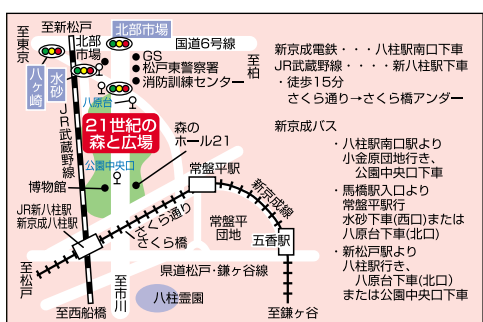 至新松戸
北部市場
至東京
北部
市場
国道6号線
至柏
GS
松戸東警察署
消防訓練センター
八ヶ崎
水砂
八原台
JR武蔵野線
21世紀の
森と広場
森の
ホール21
公園中央口
博物館
常盤平駅
新京成線
JR新八柱駅
新京成八柱駅
さくら通り
さくら橋
常盤平
団地
五香駅
至松戸
県道松戸・鎌ヶ谷線
至市川
八柱霊園
至西船橋
至鎌ヶ谷
新京成電鉄・・・八柱駅南口下車
JR武蔵野線・・・・新八柱駅下車
・徒歩15分
さくら通り→さくら橋アンダー
新京成バス
・八柱駅南口駅より
小金原団地行き、
公園中央口下車
・馬橋駅入口より
常盤平駅行
水砂下車(西口)または
八原台下車(北口)
・新松戸駅より
八柱駅行き、
八原台下車(北口)
または公園中央口下車